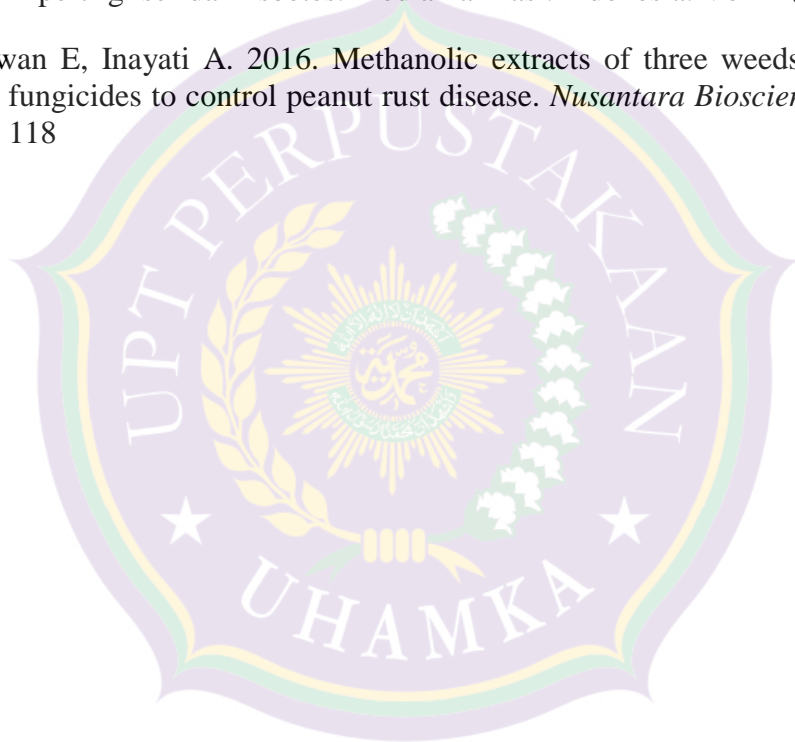 wan E, Inayati A. 2016. Methanolic extracts of three weeds
fungicides to control peanut rust disease. Nusantara Bioscien
118
UPT PERPUSTAKAAN
محمد
UHAMKA